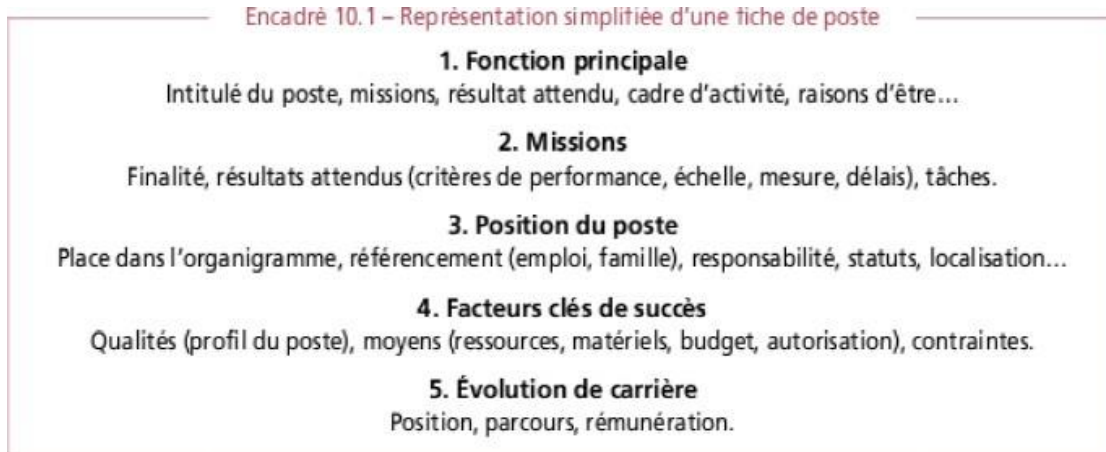 Encadré 10.1 – Représentation simplifiée d'une fiche de poste
1. Fonction principale
Intitulé du poste, missions, résultat attendu, cadre d'activité, raisons d'être…
2. Missions
Finalité, résultats attendus (critères de performance, échelle, mesure, délais), tâches.
3. Position du poste
Place dans l'organigramme, référencement (emploi, famille), responsabilité, statuts, localisation…
4. Facteurs clés de succès
Qualités (profil du poste), moyens (ressources, matériels, budget, autorisation), contraintes.
5. Évolution de carrière
Position, parcours, rémunération.